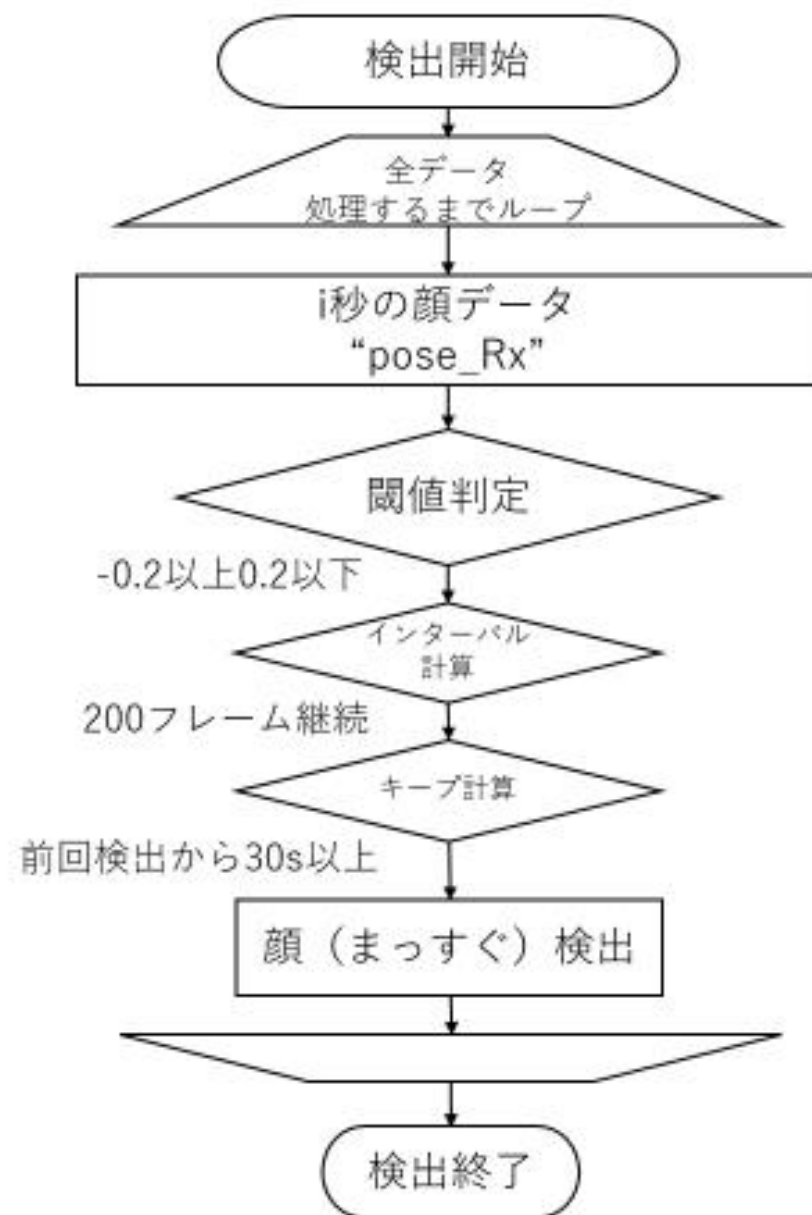 検出開始
全データ
処理するまでループ
i秒の顔データ
“pose_Rx”
閾値判定
-0.2以上0.2以下
インターバル
計算
200フレーム継続
キープ計算
前回検出から30s以上
顔（まっすぐ）検出
検出終了